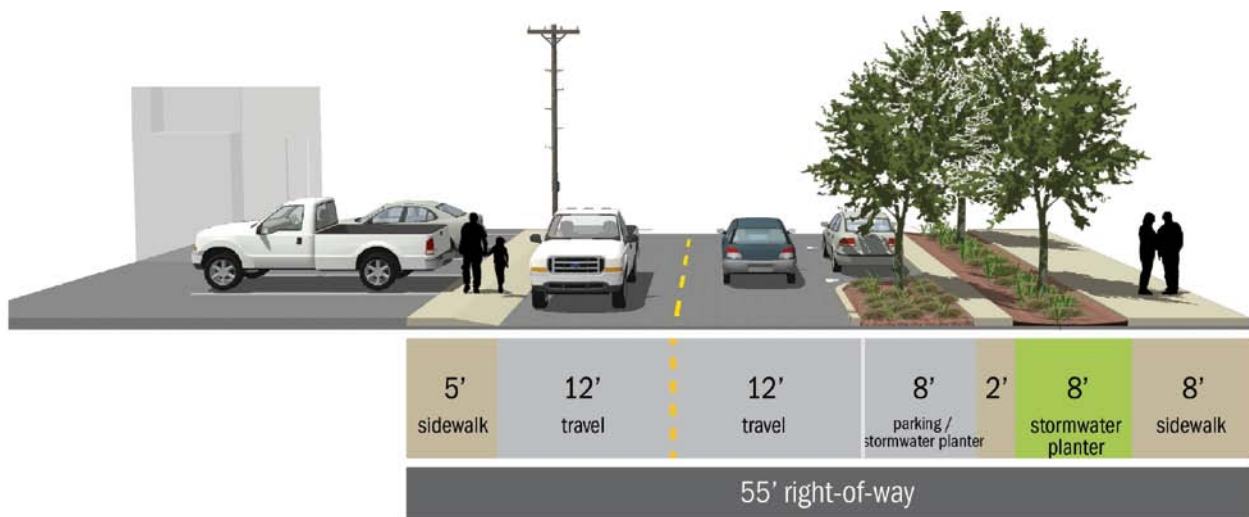 5’
sidewalk
12’
travel
12’
travel
8’
parking /
stormwater planter
2’
8’
stormwater
planter
8’
sidewalk
55’ right-of-way